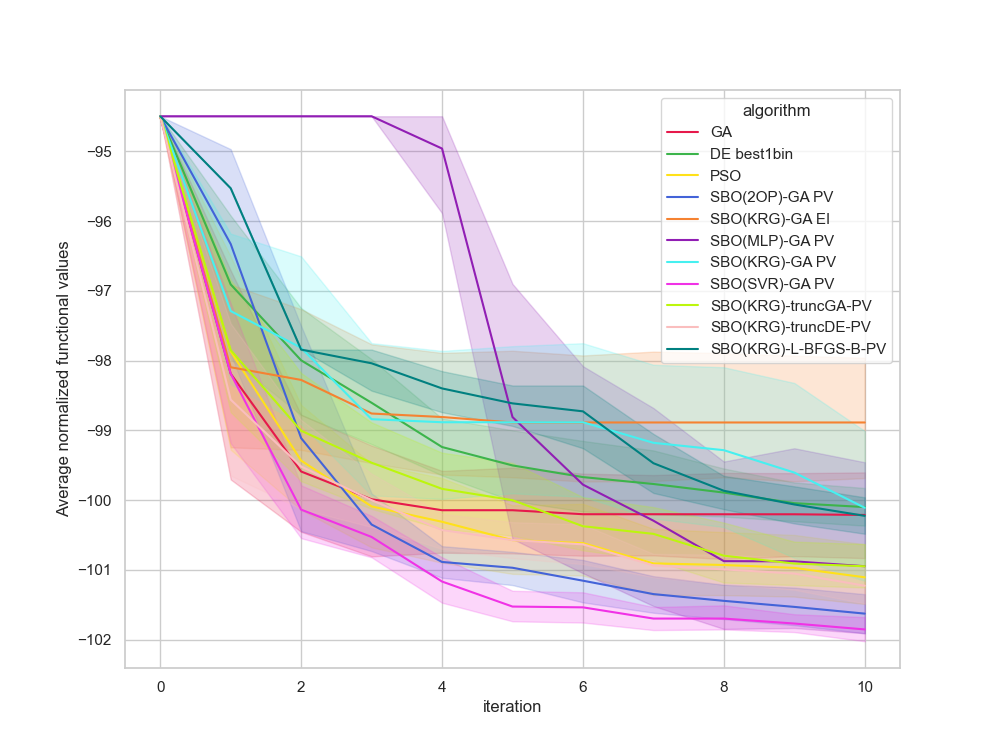 algorithm
GA
DE best1bin
PSO
SBO(2OP)-GA PV
SBO(KRG)-GA EI
SBO(MLP)-GA PV
SBO(KRG)-GA PV
SBO(SVR)-GA PV
SBO(KRG)-truncGA-PV
SBO(KRG)-truncDE-PV
SBO(KRG)-L-BFGS-B-PV
Average normalized functional values
−95
−96
−97
−98
−99
−100
−101
−102
0 2 4 6 8 10
iteration